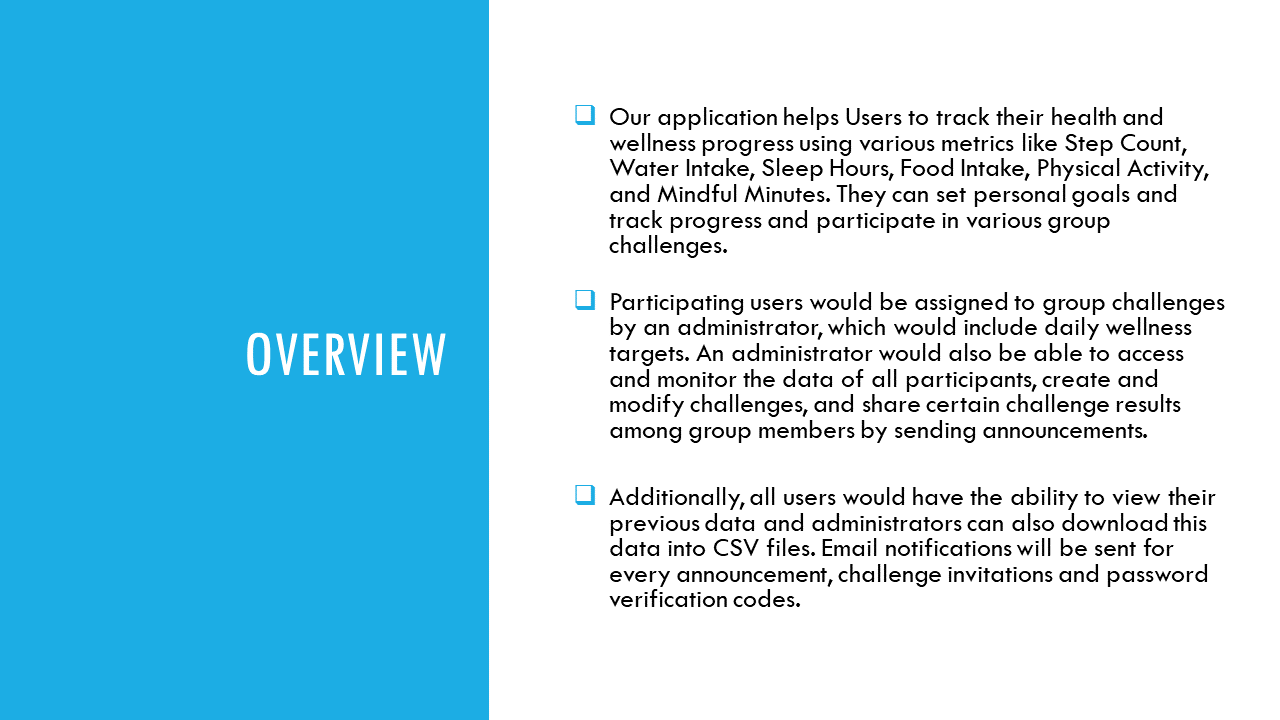 OVERVIEW
Our application helps Users to track their health and
wellness progress using various metrics like Step Count,
Water Intake, Sleep Hours, Food Intake, Physical Activity,
and Mindful Minutes. They can set personal goals and
track progress and participate in various group
challenges.
Participating users would be assigned to group challenges
by an administrator, which would include daily wellness
targets. An administrator would also be able to access
and monitor the data of all participants, create and
modify challenges, and share certain challenge results
among group members by sending announcements.
Additionally, all users would have the ability to view their
previous data and administrators can also download this
data into CSV files. Email notifications will be sent for
every announcement, challenge invitations and password
verification codes.